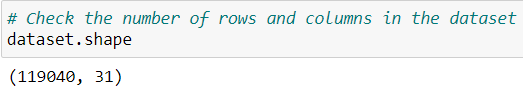 # Check the number of rows and columns in the dataset
dataset.shape
(119040, 31)